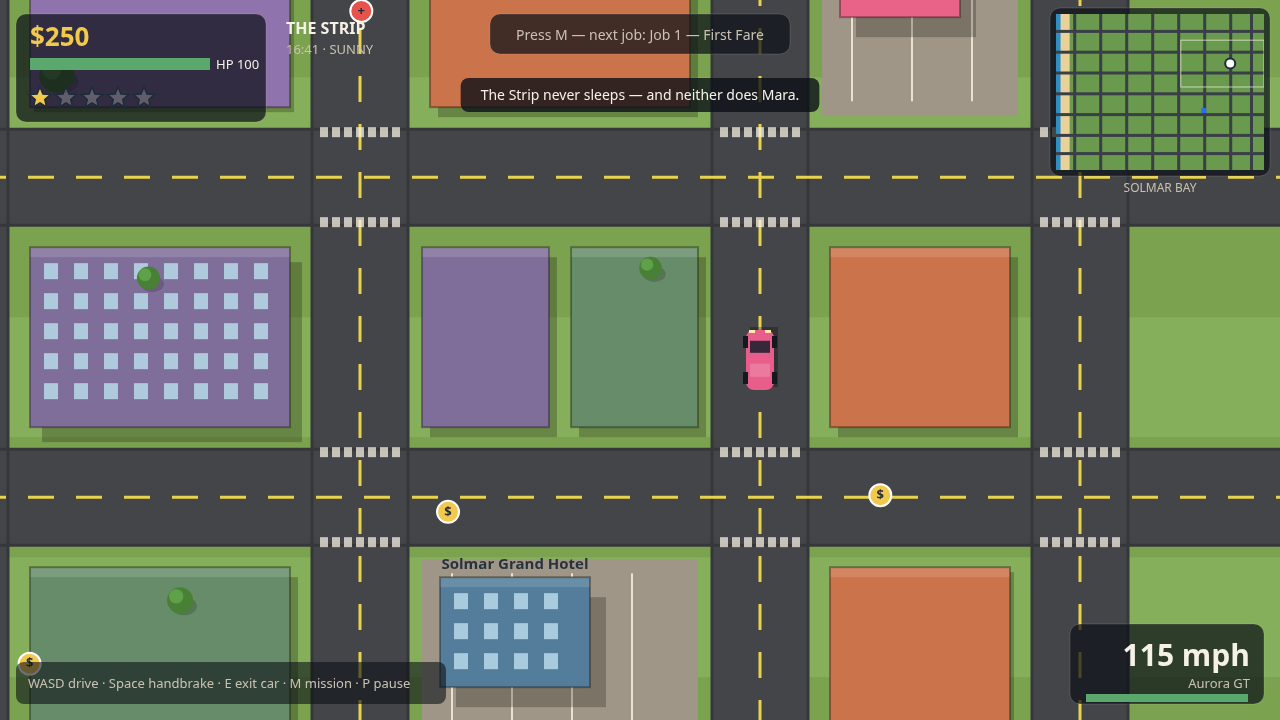 $250
HP 100
THE STRIP
16:41 · SUNNY
Press M — next job: Job 1 — First Fare
The Strip never sleeps — and neither does Mara.
SOLMAR BAY
$
$
Solmar Grand Hotel
$
WASD drive · Space handbrake · E exit car · M mission · P pause
115 mph
Aurora GT